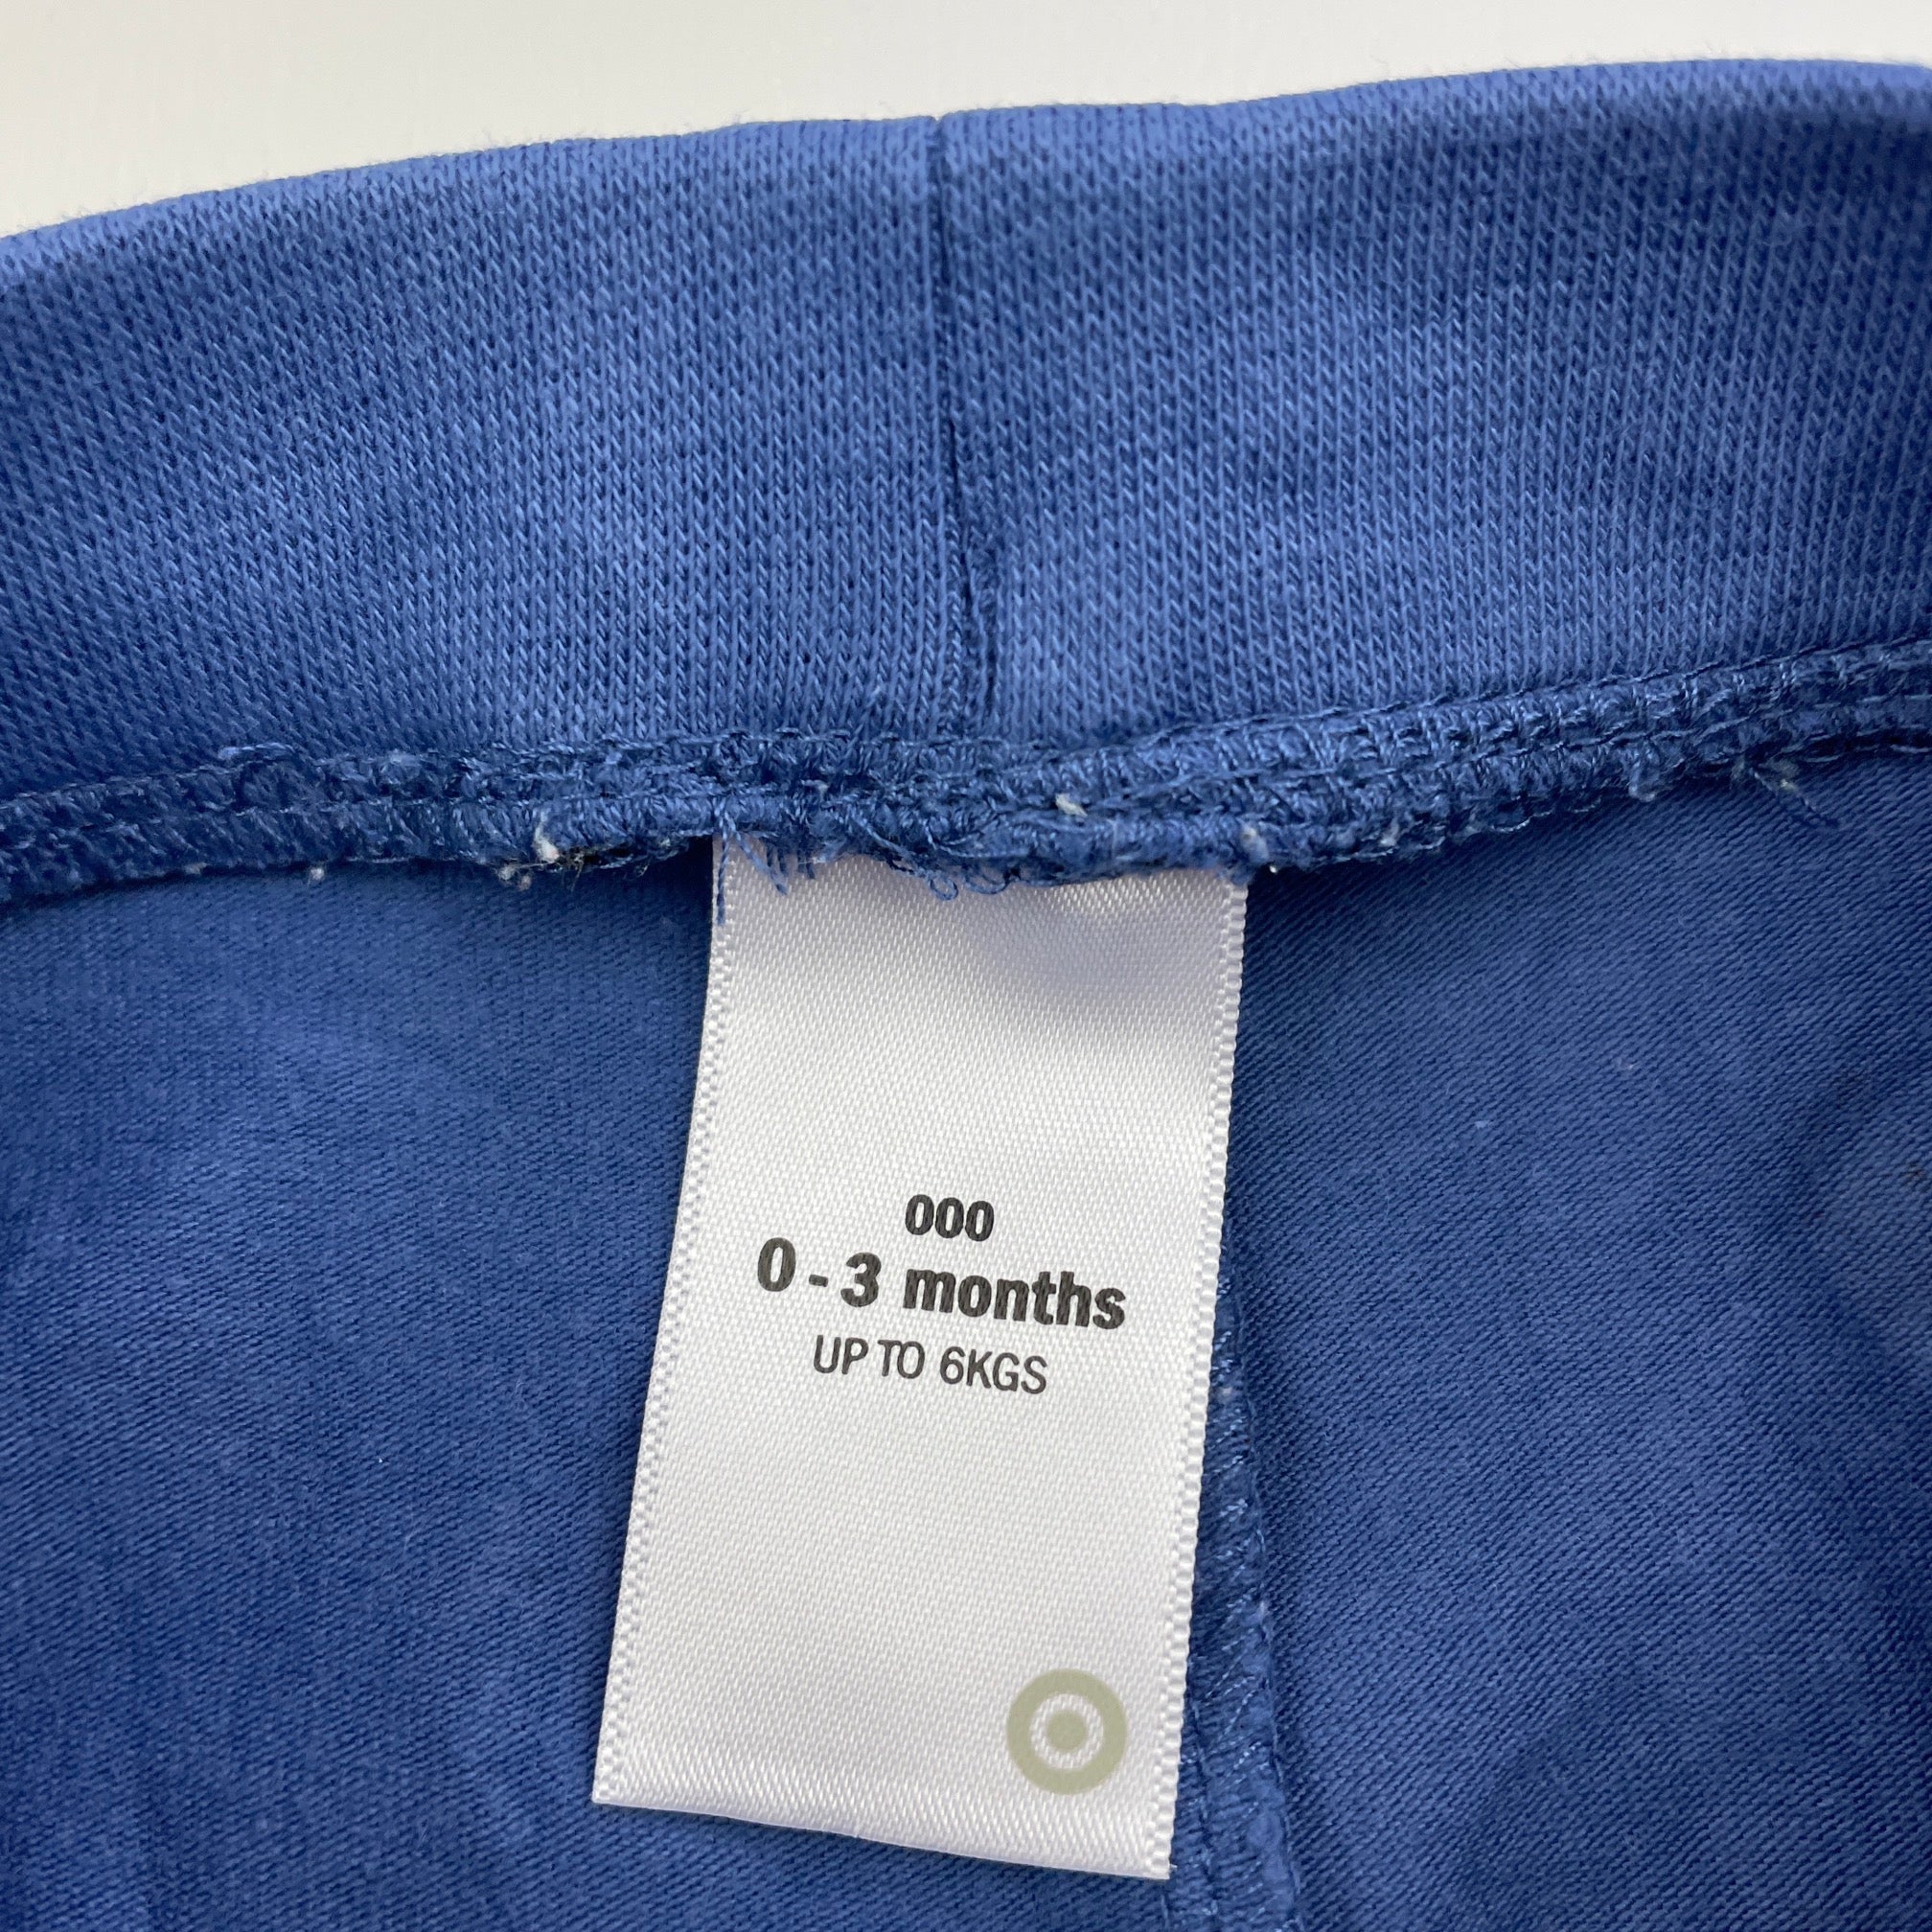 000
0 - 3 months
UP TO 6KGS